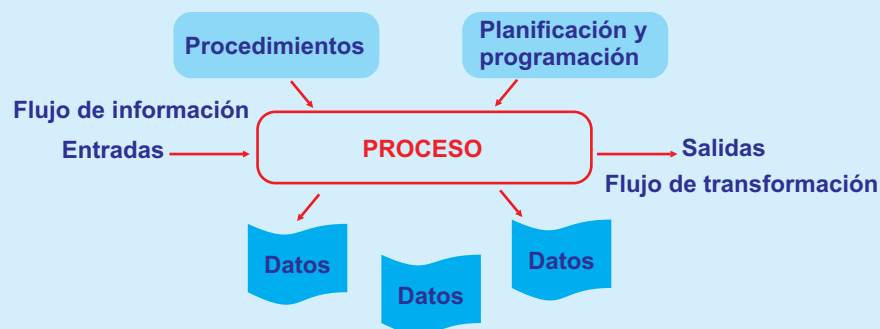 Procedimientos
Planificación y
programación
Flujo de información
Entradas
PROCESO
Salidas
Flujo de transformación
Datos
Datos
Datos